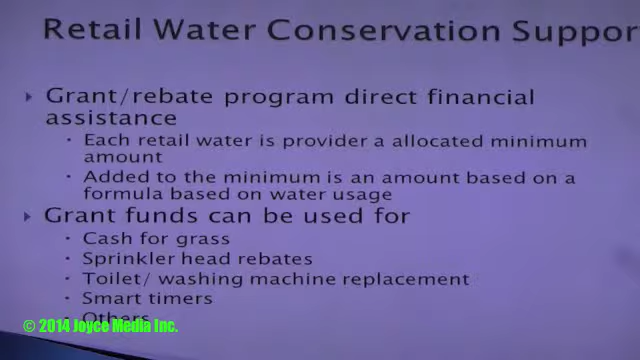 Retail Water Conservation Suppor
Grant/rebate program direct financial
assistance
Each retail water is provider a allocated minimum
amount
Added to the minimum is an amount based on a
formula based on water usage
Grant funds can be used for
Cash for grass
Sprinkler head rebates
Toilet/ washing machine replacement
Smart timers
Others
© 2014 Joyce Media Inc.